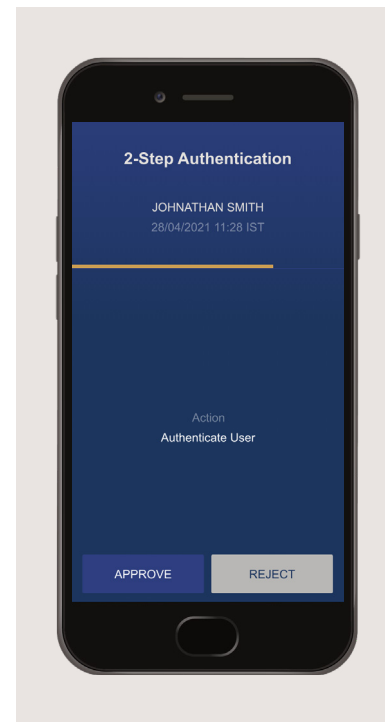 2-Step Authentication
JOHNATHAN SMITH
28/04/2021 11:28 IST
Action
Authenticate User
APPROVE REJECT